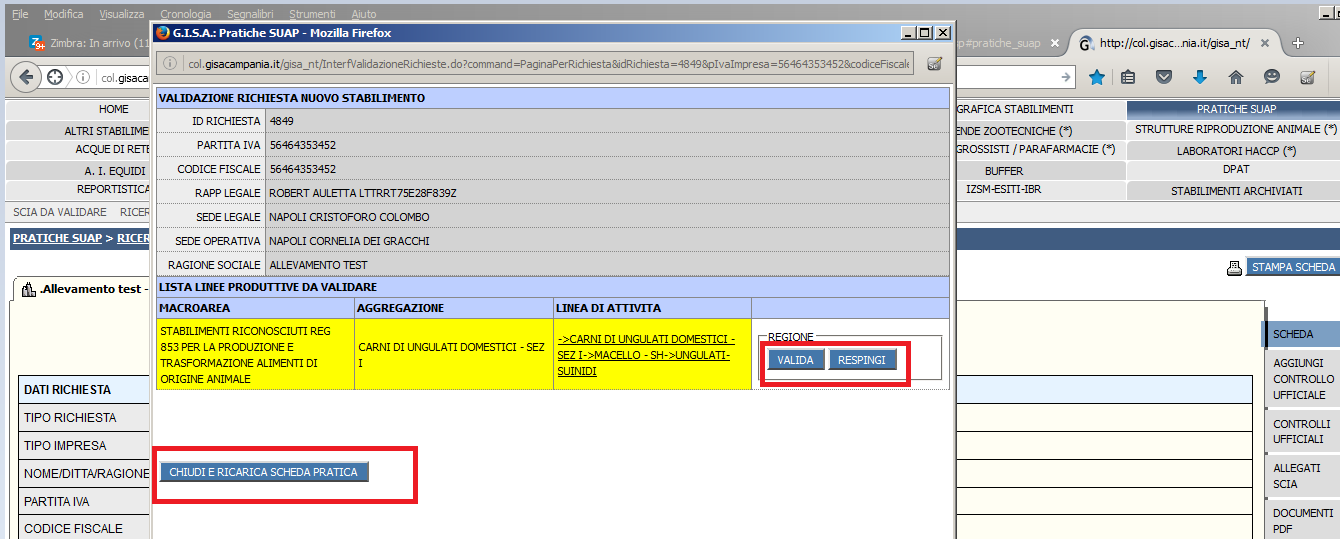 File Modifica Visualizza Cronologia Segnalibri Strumenti Aiuto
G.I.S.A.: Pratiche SUAP - Mozilla Firefox
Zimbra: In arrivo (11
p#pratiche_suap
http://col.gisac...nia.it/gisa_nt/
col.gisaca
col.gisacampania.it/gisa_nt/InterfValidazioneRichieste.do?command=PaginaPerRichiesta&idRichiesta=4849&pIvaImpresa=56464353452&codiceFiscale
HOME
GRAFICA STABILIMENTI
PRATICHE SUAP
ALTRI STABILIME
ENDE ZOOTECNICHE (*)
STRUTTURE RIPRODUZIONE ANIMALE (*)
ACQUE DI RETE
GROSSISTI / PARAFARMACIE (*)
LABORATORI HACCP (*)
A. I. EQUIDI
BUFFER
DPAT
REPORTISTICA
IZSM-ESITI-IBR
STABILIMENTI ARCHIVIATI
SCIA DA VALIDARE RICER
PRATICHE SUAP > RICER
STAMPA SCHEDA
.Allevamento test -
VALIDAZIONE RICHIESTA NUOVO STABILIMENTO
ID RICHIESTA 4849
PARTITA IVA 56464353452
CODICE FISCALE 56464353452
RAPP LEGALE ROBERT AULETTA LTTRRT75E28F839Z
SEDE LEGALE NAPOLI CRISTOFORO COLOMBO
SEDE OPERATIVA NAPOLI CORNELIA DEI GRACCHI
RAGIONE SOCIALE ALLEVAMENTO TEST
LISTA LINEE PRODUTTIVE DA VALIDARE
MACROAREA AGGREGAZIONE LINEA DI ATTIVITA
STABILIMENTI RICONOSCIUTI REG
853 PER LA PRODUZIONE E
TRASFORMAZIONE ALIMENTI DI
ORIGINE ANIMALE
CARNI DI UNGULATI DOMESTICI - SEZ
I
->CARNI DI UNGULATI DOMESTICI -
SEZ I->MACELLO - SH->UNGULATI-
SUINIDI
REGIONE
VALIDA RESPINGI
CHIUDI E RICARICA SCHEDA PRATICA
DATI RICHIESTA
TIPO RICHIESTA
TIPO IMPRESA
NOME/DITTA/RAGIONE
PARTITA IVA
CODICE FISCALE
SCHEDA
AGGIUNGI
CONTROLLO
UFFICIALE
CONTROLLI
UFFICIALI
ALLEGATI
SCIA
DOCUMENTI
PDF